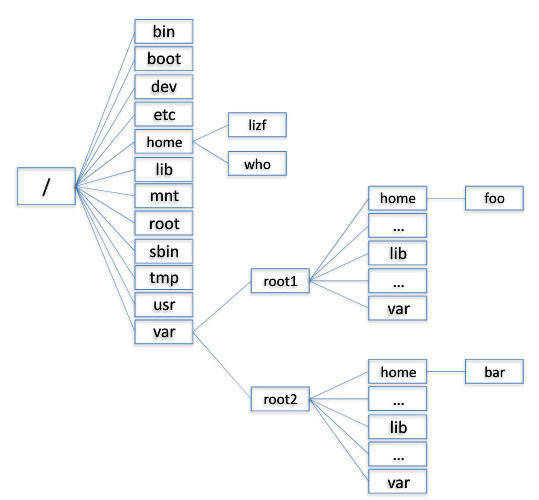 /
bin
boot
dev
etc
home
lib
mnt
root
sbin
tmp
usr
var
lizf
who
root1
home
...
lib
...
var
foo
root2
home
...
lib
...
var
bar